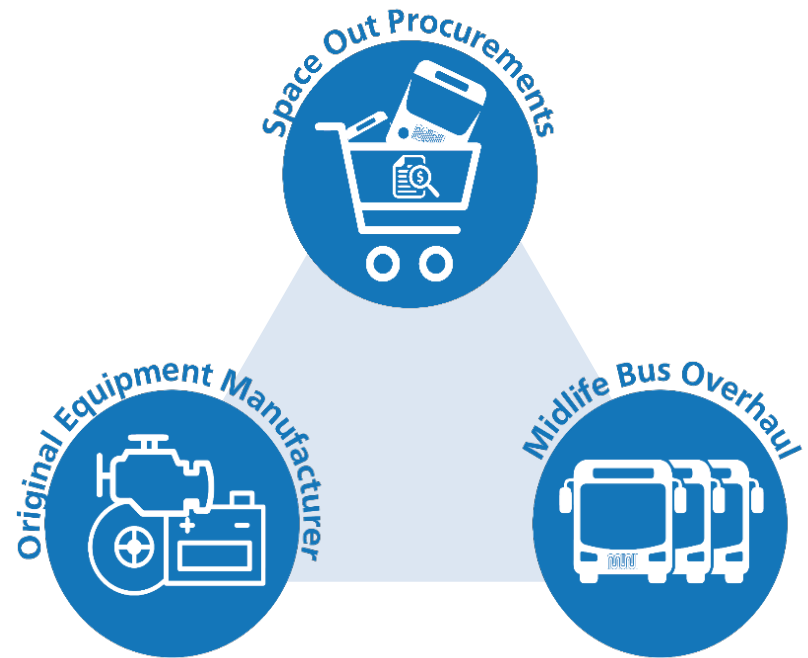 Space Out Procurements
$
Original Equipment Manufacturer
Midlife Bus Overhaul